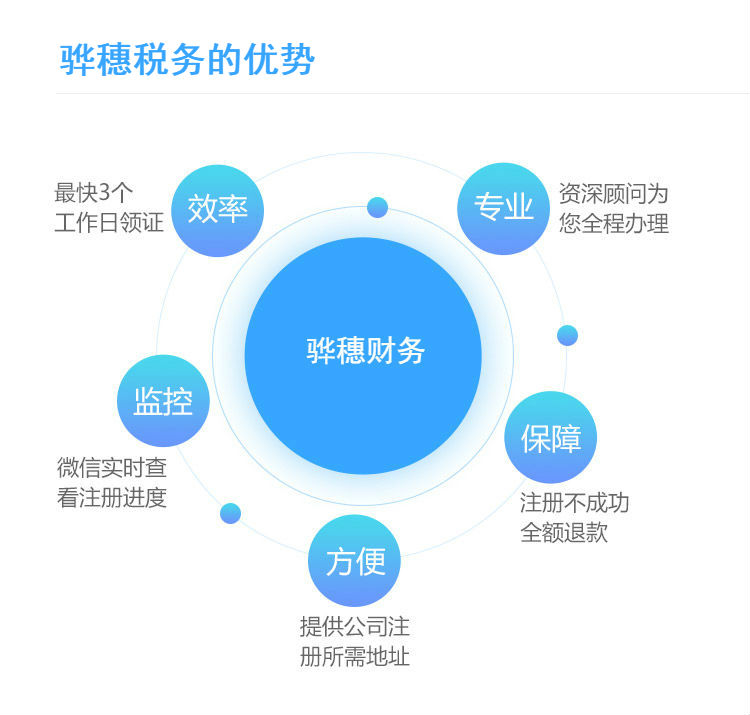 骅穗税务的优势
效率
最快3个
工作日领证
专业
资深顾问为
您全程办理
骅穗财务
监控
微信实时查
看注册进度
保障
注册不成功
全额退款
方便
提供公司注
册所需地址